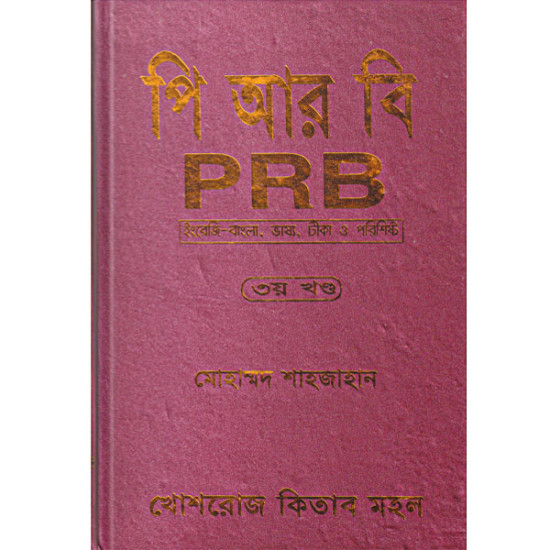 পি আর বি
PRB
ইংরেজি-বাংলা, ভাষ্য, টীকা ও পরিশিষ্ট
৩য় খণ্ড
মোহাম্মদ শাহজাহান
খোশরোজ কিতাব মহল